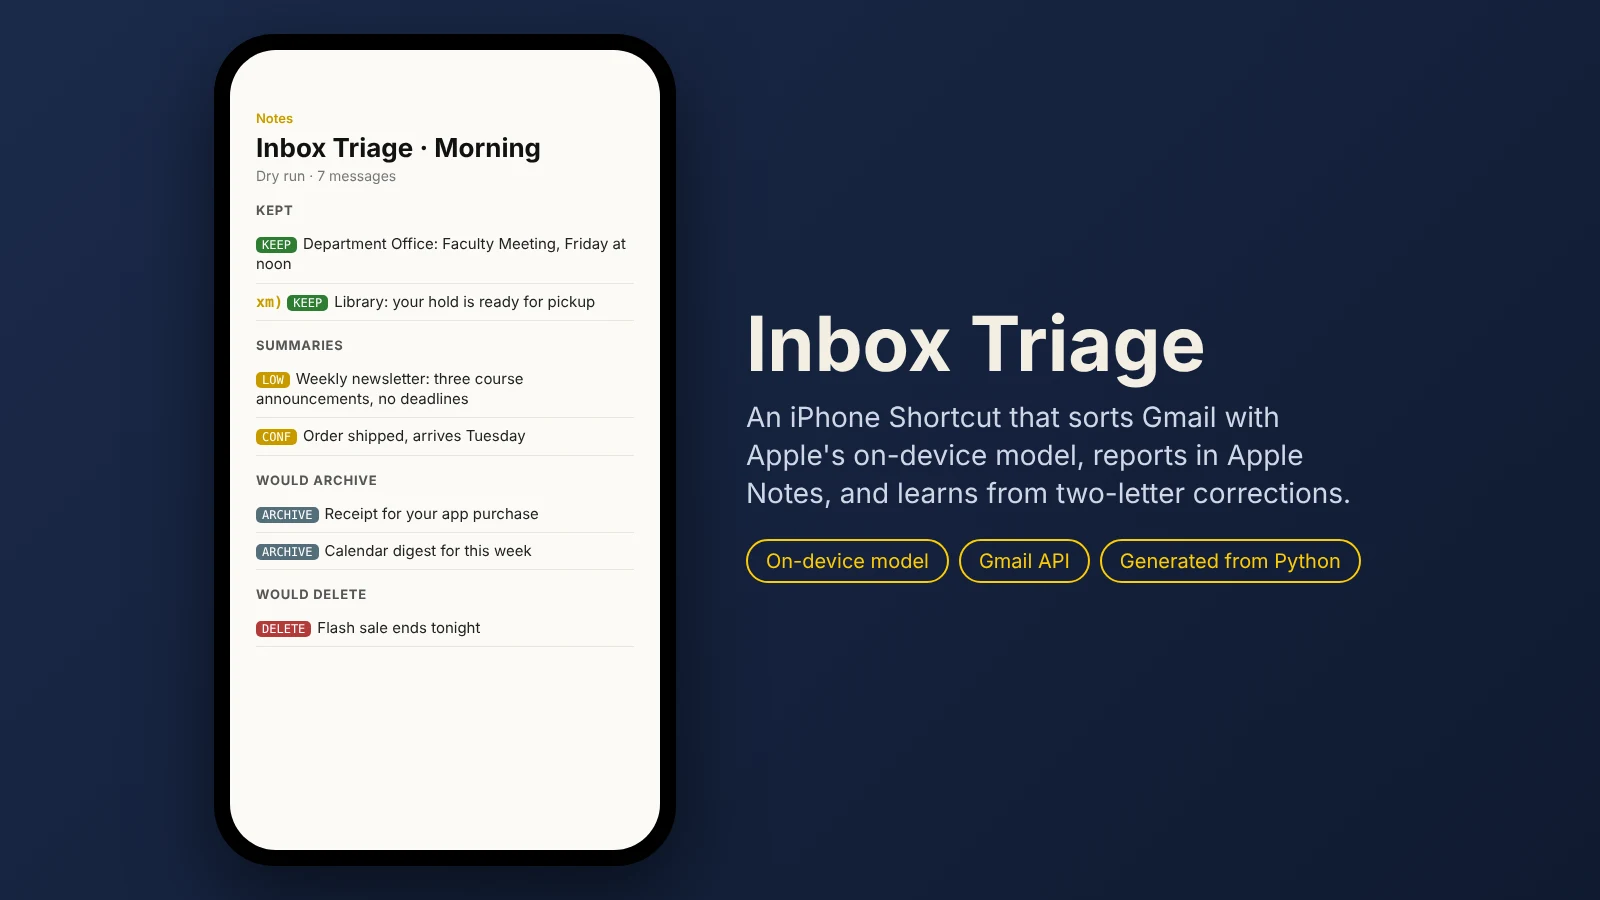 Notes
Inbox Triage · Morning
Dry run · 7 messages
KEPT
KEEP Department Office: Faculty Meeting, Friday at
noon
xm) KEEP Library: your hold is ready for pickup
SUMMARIES
LOW Weekly newsletter: three course
announcements, no deadlines
CONF Order shipped, arrives Tuesday
WOULD ARCHIVE
ARCHIVE Receipt for your app purchase
ARCHIVE Calendar digest for this week
WOULD DELETE
DELETE Flash sale ends tonight
Inbox Triage
An iPhone Shortcut that sorts Gmail with
Apple's on-device model, reports in Apple
Notes, and learns from two-letter corrections.
On-device model
Gmail API
Generated from Python